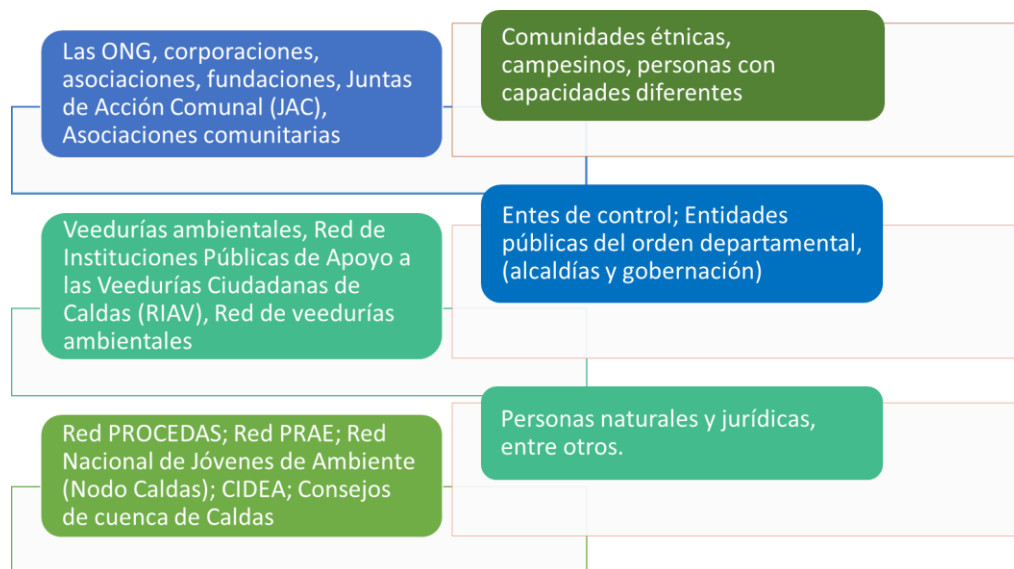 Las ONG, corporaciones,
asociaciones, fundaciones, Juntas
de Acción Comunal (JAC),
Asociaciones comunitarias
Comunidades étnicas,
campesinos, personas con
capacidades diferentes
Veedurías ambientales, Red de
Instituciones Públicas de Apoyo a
las Veedurías Ciudadanas de
Caldas (RIAV), Red de veedurías
ambientales
Entes de control; Entidades
públicas del orden departamental,
(alcaldías y gobernación)
Red PROCEDAS; Red PRAE; Red
Nacional de Jóvenes de Ambiente
(Nodo Caldas); CIDEA; Consejos
de cuenca de Caldas
Personas naturales y jurídicas,
entre otros.